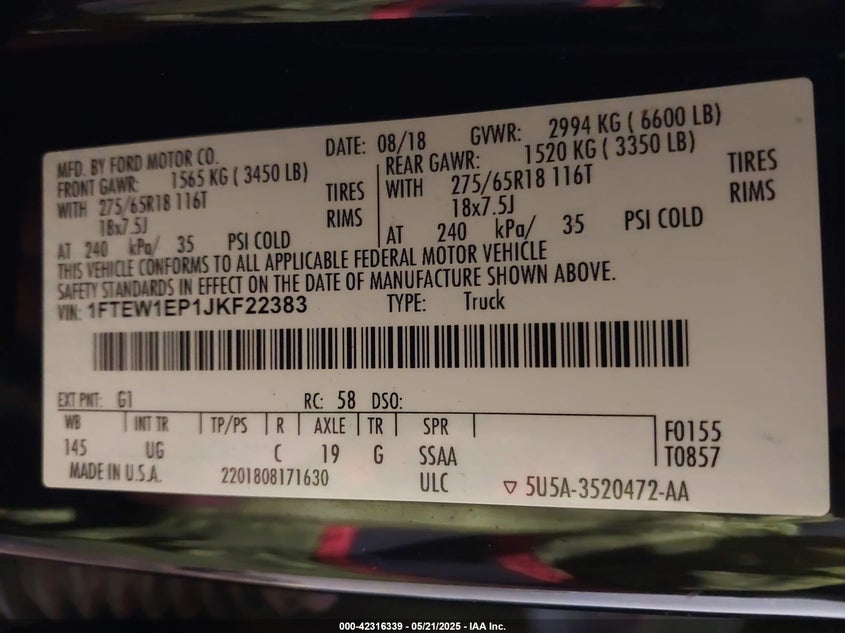 MFD. BY FORD MOTOR CO. DATE: 08/18 GVWR: 2994 KG ( 6600 LB)
FRONT GAWR: 1565 KG ( 3450 LB) REAR GAWR: 1520 KG ( 3350 LB)
WITH 275/65R18 116T TIRES WITH 275/65R18 116T TIRES
18x7.5J RIMS 18x7.5J RIMS
AT 240 kPa/ 35 PSI COLD AT 240 kPa/ 35 PSI COLD
THIS VEHICLE CONFORMS TO ALL APPLICABLE FEDERAL MOTOR VEHICLE
SAFETY STANDARDS IN EFFECT ON THE DATE OF MANUFACTURE SHOWN ABOVE.
VIN: 1FTEW1EP1JKF22383 TYPE: Truck
EXT PNT: G1 RC: 58 DSO:
WB INT TR TP/PS R AXLE TR SPR F0155
145 UG C 19 G SSAA T0857
MADE IN U.S.A. 2201808171630 ULC 5U5A-3520472-AA
000-42316339 - 05/21/2025 - IAA Inc.